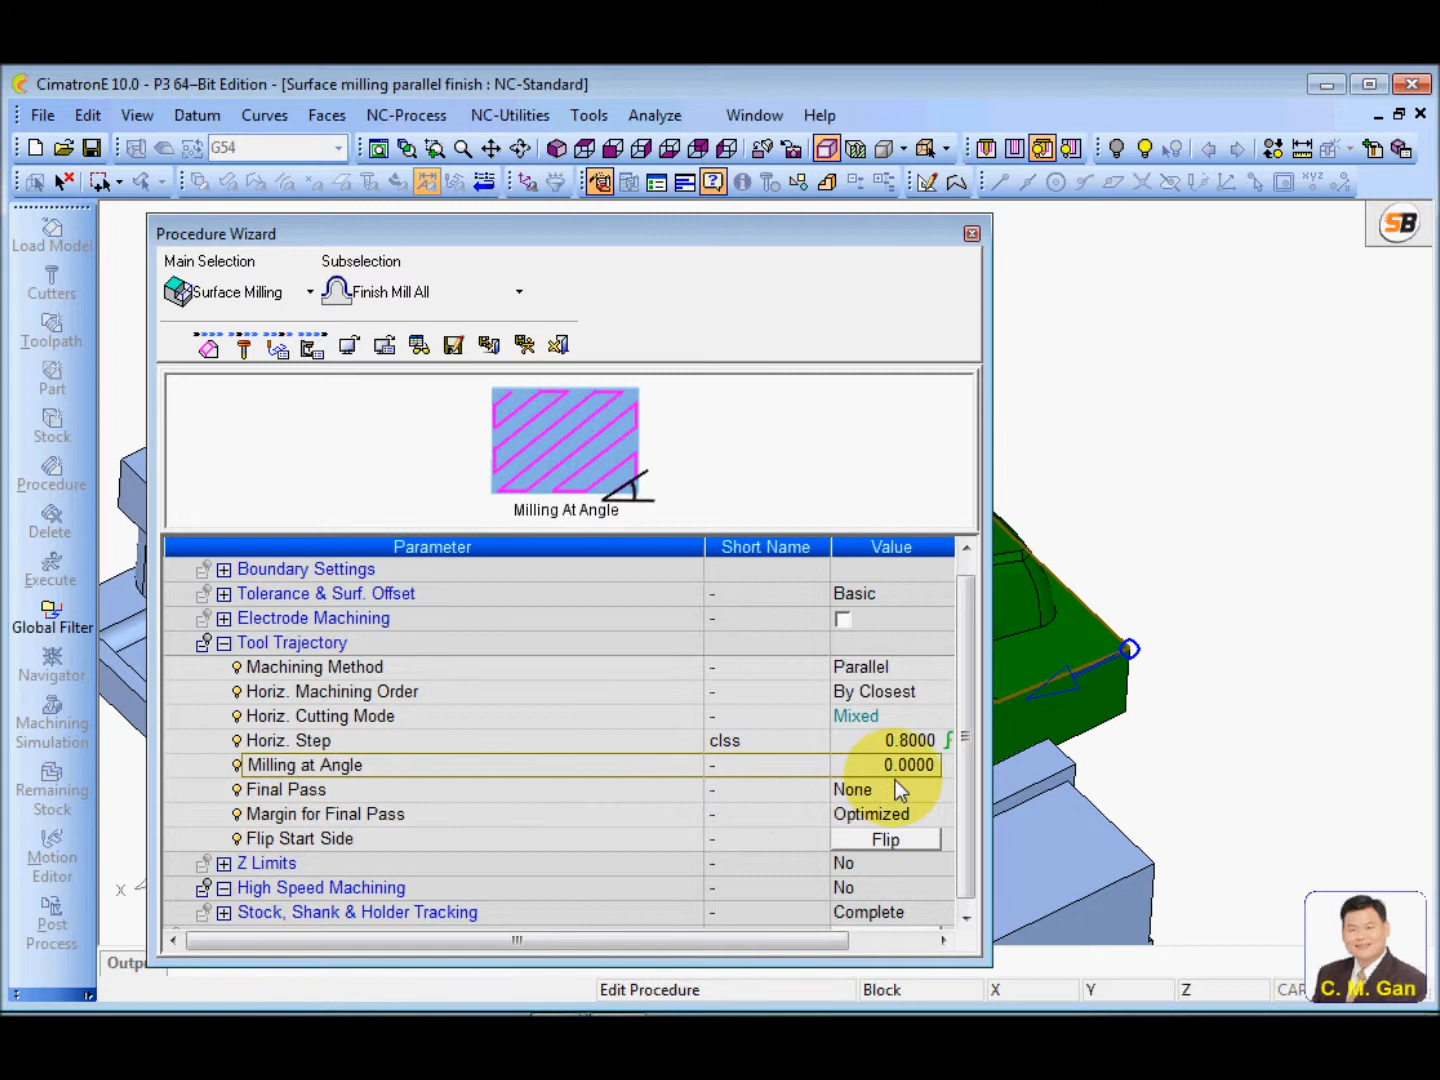 CimatronE 10.0 - P3 64–Bit Edition - [Surface milling parallel finish : NC-Standard]
File Edit View Datum Curves Faces NC-Process NC-Utilities Tools Analyze Window Help
G54
SB
Load Model
Cutters
Toolpath
Part
Stock
Procedure
Delete
Execute
Global Filter
Navigator
Machining
Simulation
Remaining
Stock
Motion
Editor
Post
Process
Procedure Wizard
Main Selection Subselection
Surface Milling Finish Mill All
Milling At Angle
Parameter Short Name Value
Boundary Settings
Tolerance & Surf. Offset - Basic
Electrode Machining -
Tool Trajectory
Machining Method - Parallel
Horiz. Machining Order - By Closest
Horiz. Cutting Mode - Mixed
Horiz. Step clss 0.8000 f
Milling at Angle - 0.0000
Final Pass - None
Margin for Final Pass - Optimized
Flip Start Side - Flip
Z Limits - No
High Speed Machining - No
Stock, Shank & Holder Tracking - Complete
X
Edit Procedure Block X Y Z
C. M. Gan